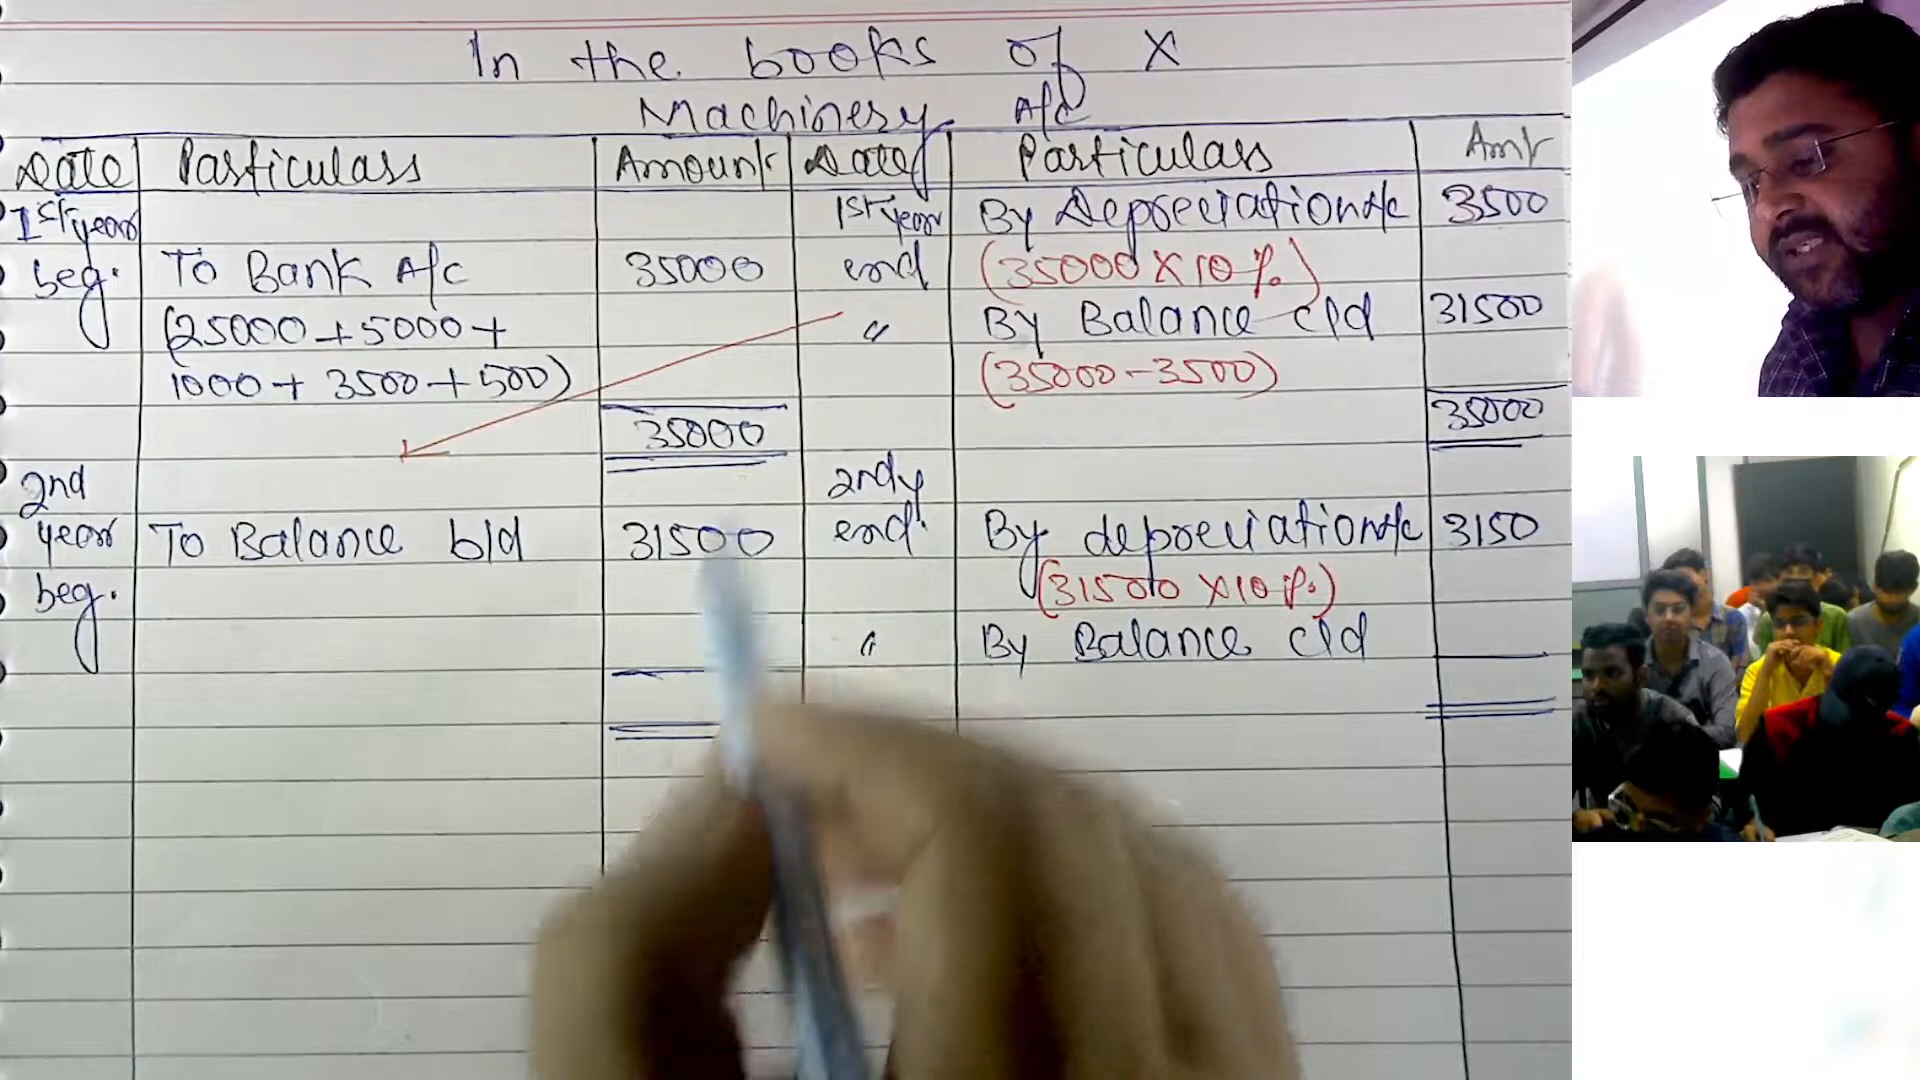 In the books of X
Machinery A/c
Date Particulars Amount Date Particulars Amt
1st year 1st year By Depreciation A/c 3500
beg. To Bank A/c 35000 end (35000 X 10 %)
(25000 + 5000 + " By Balance c/d 31500
1000 + 3500 + 500) (35000 - 3500)
35000 35000
2nd 2nd y
year To Balance b/d 31500 end. By depreciation A/c 3150
beg. (31500 X 10 %)
" By Balance c/d